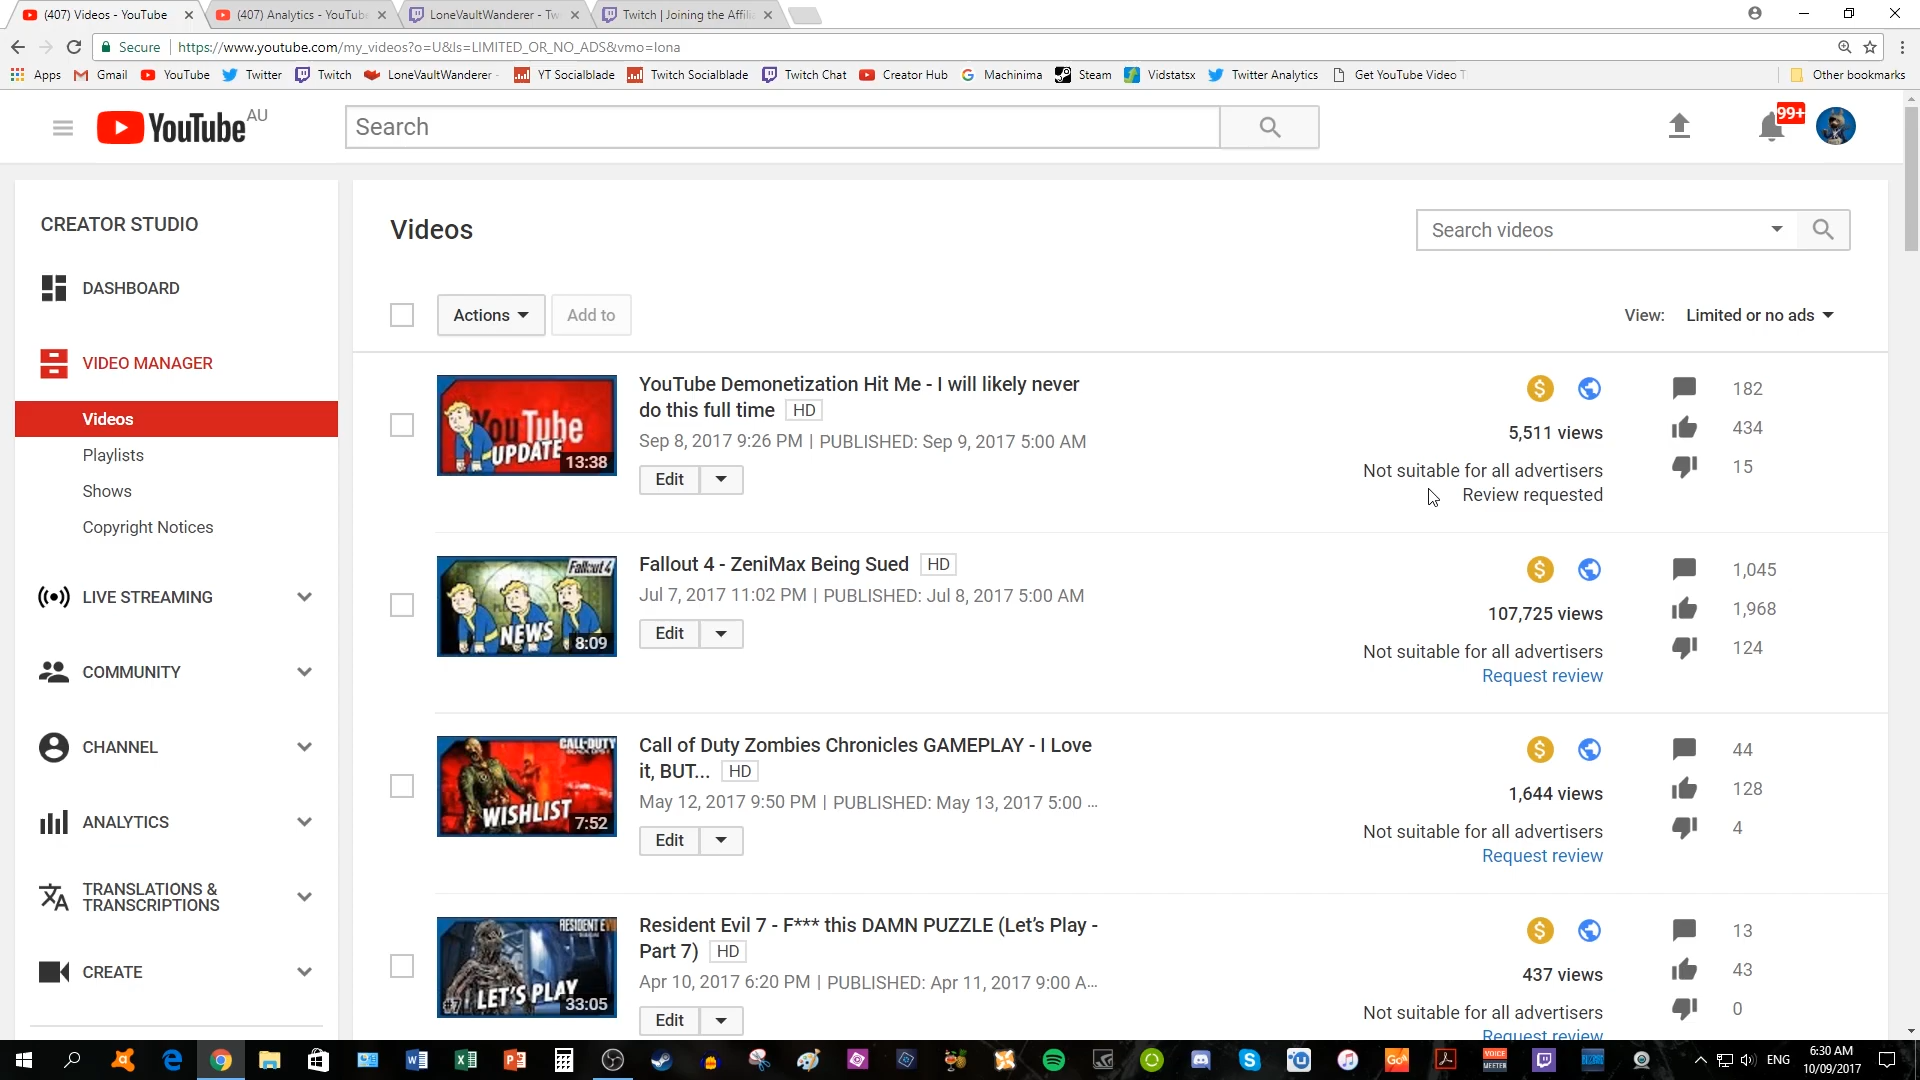 (407) Videos - YouTube
(407) Analytics - YouTube
LoneVaultWanderer - Tw
Twitch | Joining the Affili
Secure
https://www.youtube.com/my_videos?o=U&ls=LIMITED_OR_NO_ADS&vmo=lona
Apps
Gmail
YouTube
Twitter
Twitch
LoneVaultWanderer -
YT Socialblade
Twitch Socialblade
Twitch Chat
Creator Hub
Machinima
Steam
Vidstatsx
Twitter Analytics
Get YouTube Video T
Other bookmarks
YouTube AU
Search
99+
CREATOR STUDIO
DASHBOARD
VIDEO MANAGER
Videos
Playlists
Shows
Copyright Notices
LIVE STREAMING
COMMUNITY
CHANNEL
ANALYTICS
TRANSLATIONS &
TRANSCRIPTIONS
CREATE
Videos
Search videos
Actions
Add to
View: Limited or no ads
YouTube
UPDATE
13:38
YouTube Demonetization Hit Me - I will likely never
do this full time HD
Sep 8, 2017 9:26 PM | PUBLISHED: Sep 9, 2017 5:00 AM
Edit
5,511 views
Not suitable for all advertisers
Review requested
182
434
15
Fallout 4
NEWS
8:09
Fallout 4 - ZeniMax Being Sued HD
Jul 7, 2017 11:02 PM | PUBLISHED: Jul 8, 2017 5:00 AM
Edit
107,725 views
Not suitable for all advertisers
Request review
1,045
1,968
124
CALL·DUTY
WISHLIST
7:52
Call of Duty Zombies Chronicles GAMEPLAY - I Love
it, BUT... HD
May 12, 2017 9:50 PM | PUBLISHED: May 13, 2017 5:00 ...
Edit
1,644 views
Not suitable for all advertisers
Request review
44
128
4
RESIDENT EVIL
#7
LET'S PLAY
33:05
Resident Evil 7 - F*** this DAMN PUZZLE (Let's Play -
Part 7) HD
Apr 10, 2017 6:20 PM | PUBLISHED: Apr 11, 2017 9:00 A...
Edit
437 views
Not suitable for all advertisers
Request review
13
43
0
VOICE
MEETER
ENG
6:30 AM
10/09/2017